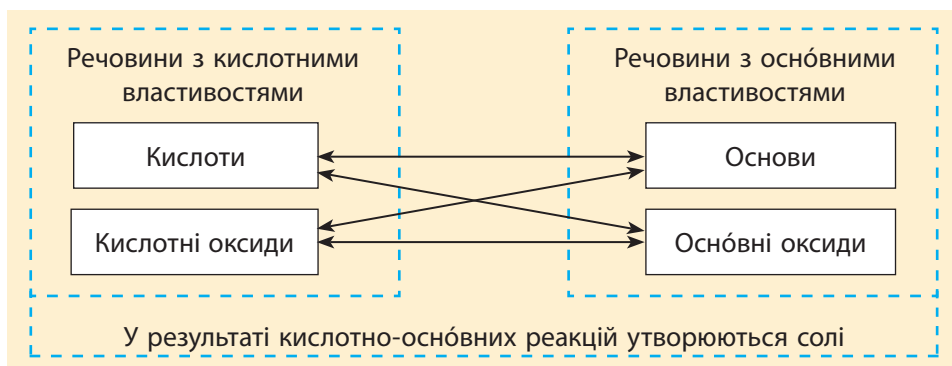 Речовини з кислотними
властивостями
Кислоти
Кислотні оксиди
Речовини з осно́вними
властивостями
Основи
Осно́вні оксиди
У результаті кислотно-осно́вних реакцій утворюються солі